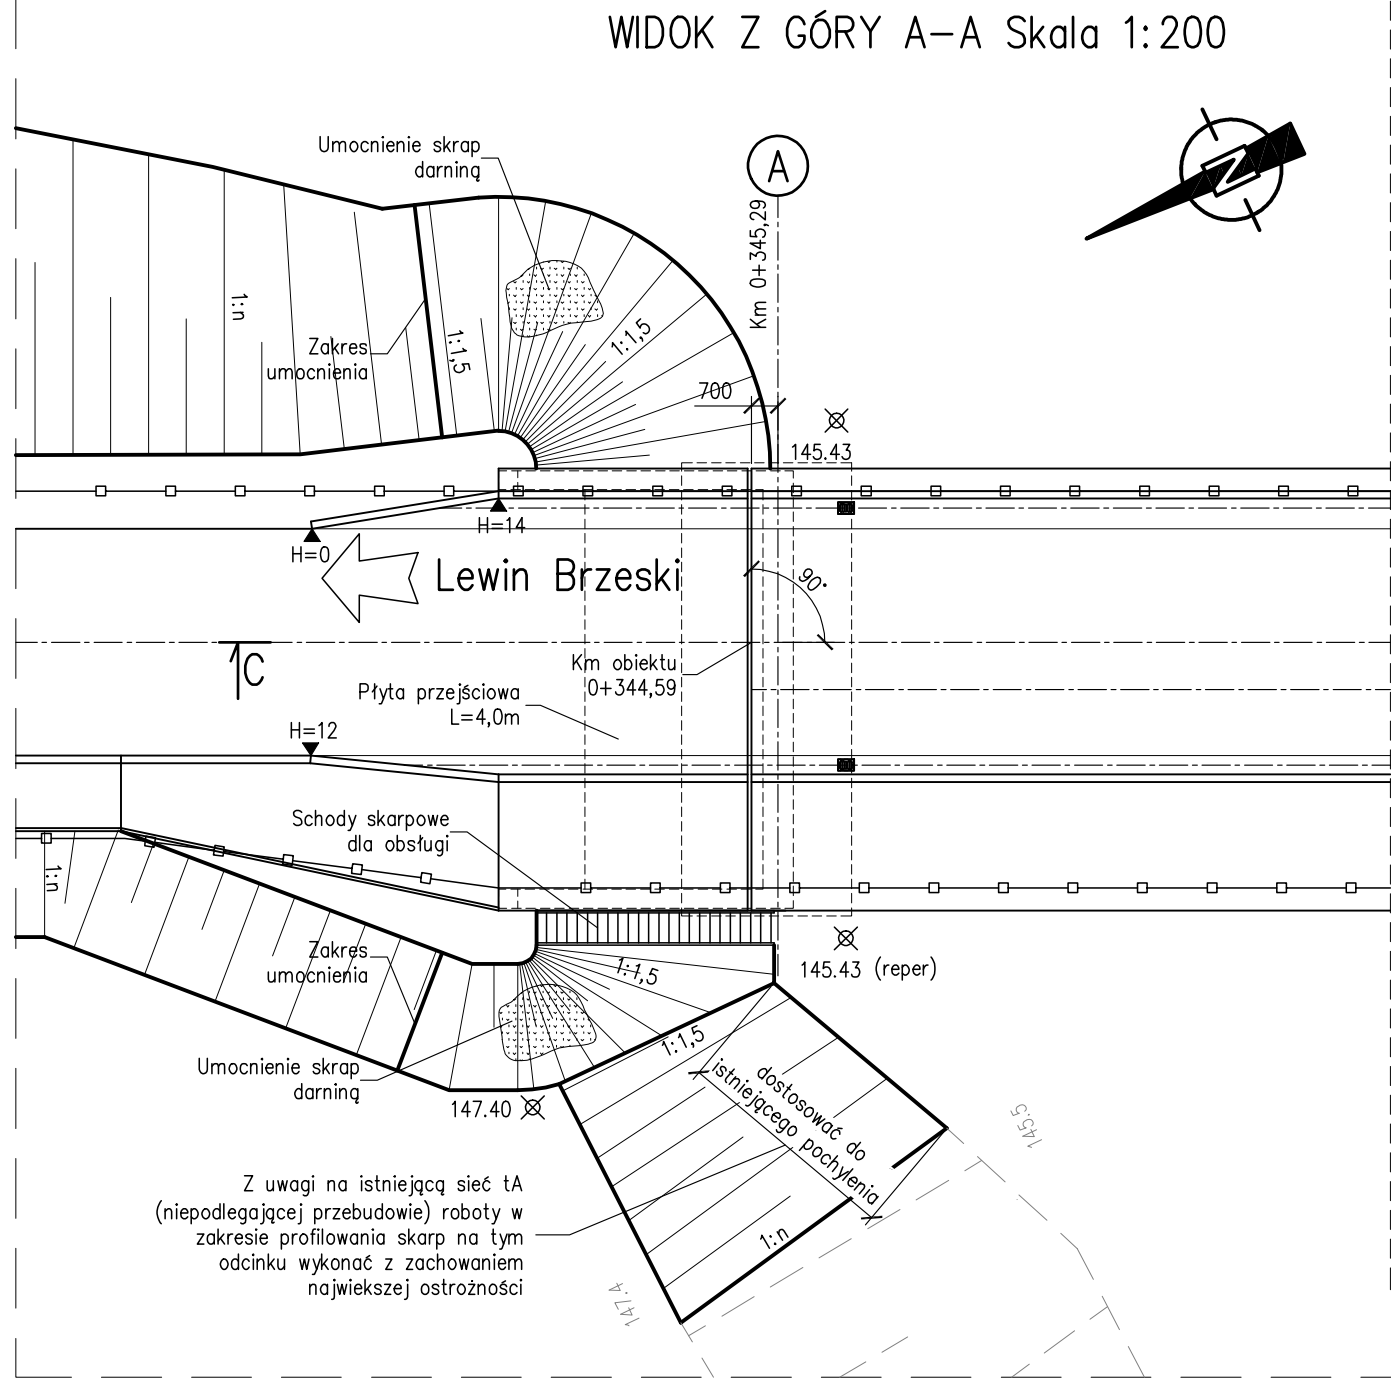 WIDOK Z GÓRY A-A Skala 1:200
Umocnienie skrap
darniną
A
Km 0+345,29
N
1:n
1:1,5
1:1,5
Zakres
umocnienia
700
145.43
H=14
H=0
Lewin Brzeski
90°
C
Km obiektu
0+344,59
Płyta przejściowa
L=4,0m
H=12
Schody skarpowe
dla obsługi
1:n
Zakres
umocnienia
1:1,5
145.43 (reper)
1:1,5
Umocnienie skrap
darniną
147.40
dostosować do
istniejącego pochylenia
145.5
Z uwagi na istniejącą sieć tA
(niepodlegającej przebudowie) roboty w
zakresie profilowania skarp na tym
odcinku wykonać z zachowaniem
najwiekszej ostrożności
1:n
147.4